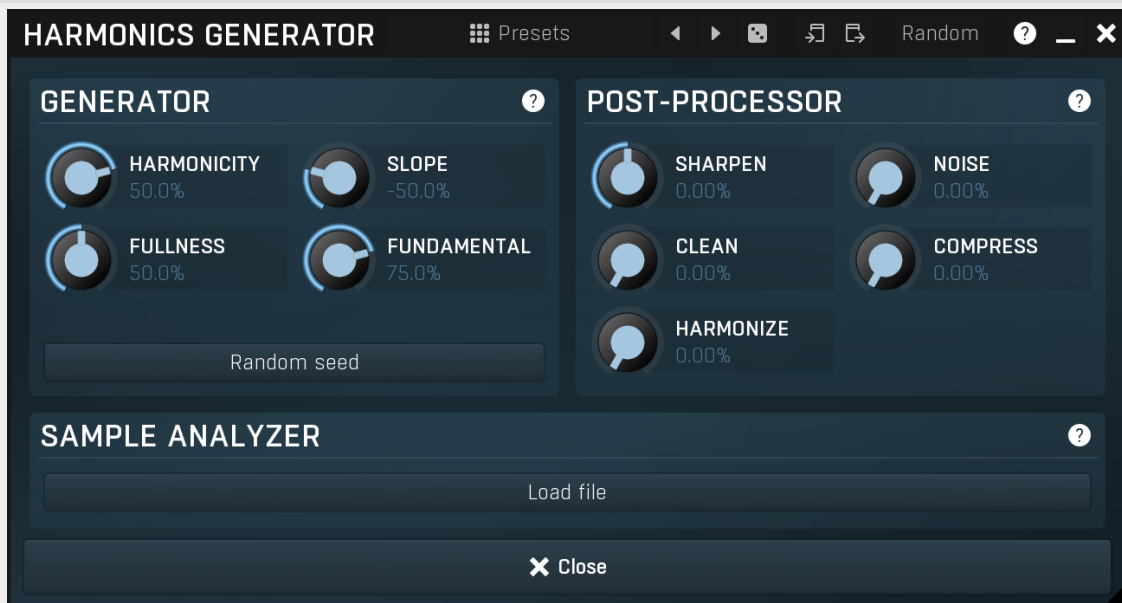 HARMONICS GENERATOR Presets Random ?
GENERATOR ?
HARMONICITY
50.0%
SLOPE
-50.0%
FULLNESS
50.0%
FUNDAMENTAL
75.0%
Random seed
POST-PROCESSOR ?
SHARPEN
0.00%
NOISE
0.00%
CLEAN
0.00%
COMPRESS
0.00%
HARMONIZE
0.00%
SAMPLE ANALYZER ?
Load file
Close